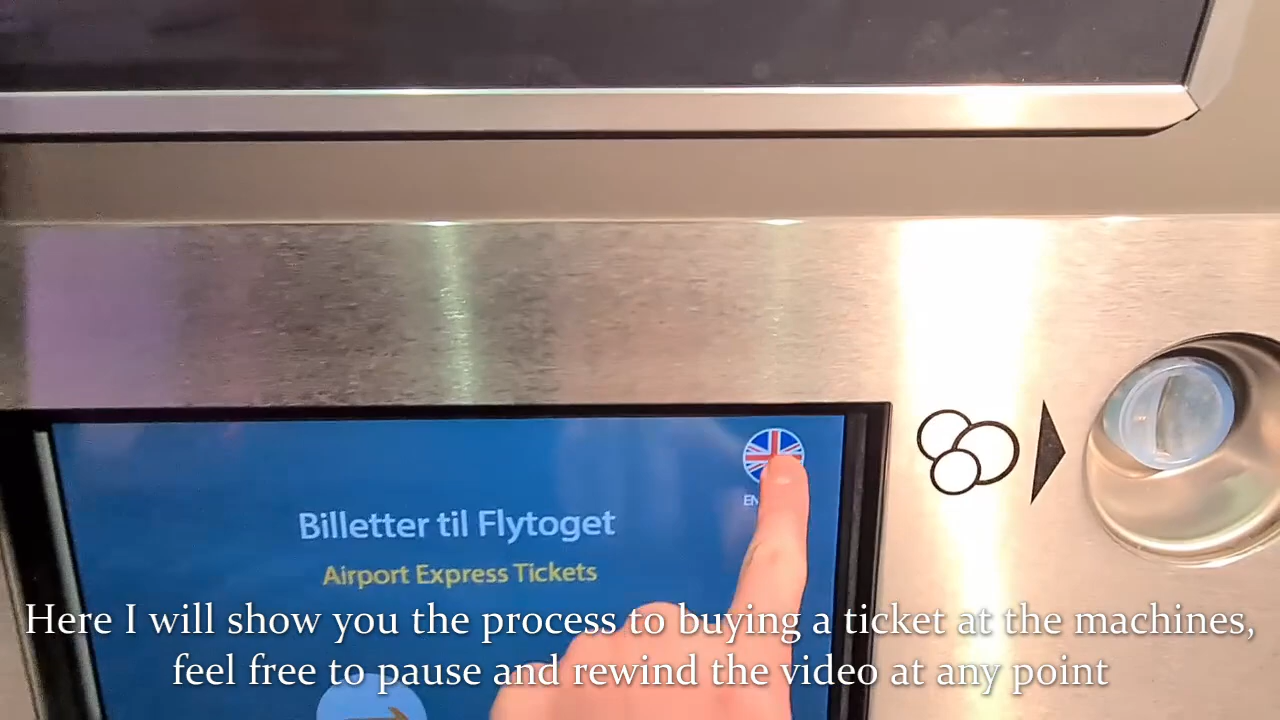 Billetter til Flytoget
Airport Express Tickets
Here I will show you the process to buying a ticket at the machines,
feel free to pause and rewind the video at any point